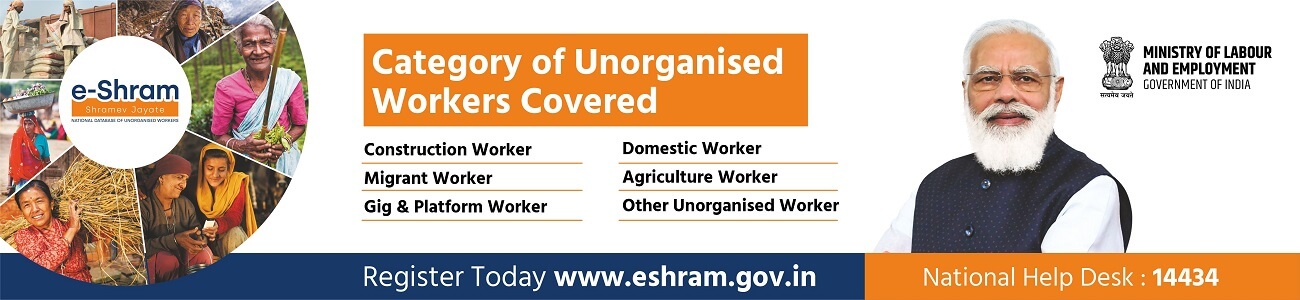 e-Shram
Shramev Jayate
NATIONAL DATABASE OF UNORGANISED WORKERS
Category of Unorganised
Workers Covered
Construction Worker
Migrant Worker
Gig & Platform Worker
Domestic Worker
Agriculture Worker
Other Unorganised Worker
सत्यमेव जयते
MINISTRY OF LABOUR
AND EMPLOYMENT
GOVERNMENT OF INDIA
Register Today www.eshram.gov.in
National Help Desk : 14434